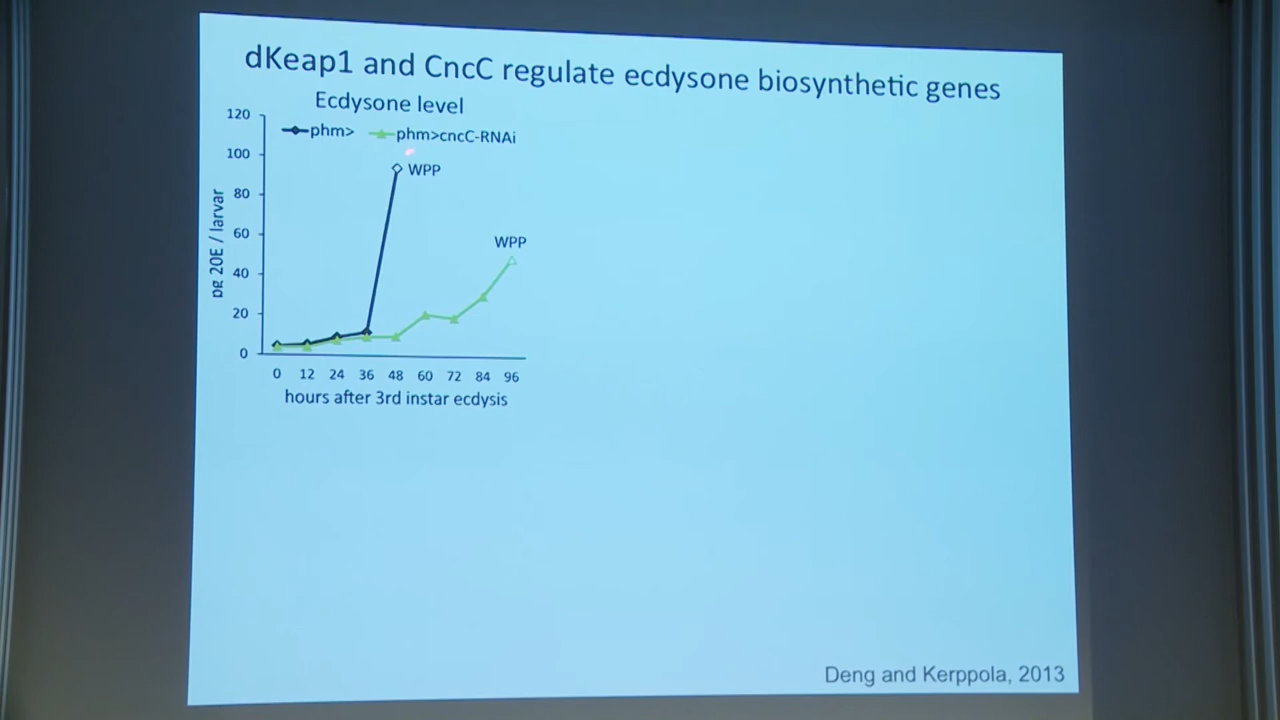 dKeap1 and CncC regulate ecdysone biosynthetic genes
Ecdysone level
phm> phm>cncC-RNAi
120
100
80
60
40
20
0
pg 20E / larvar
WPP
WPP
0 12 24 36 48 60 72 84 96
hours after 3rd instar ecdysis
Deng and Kerppola, 2013